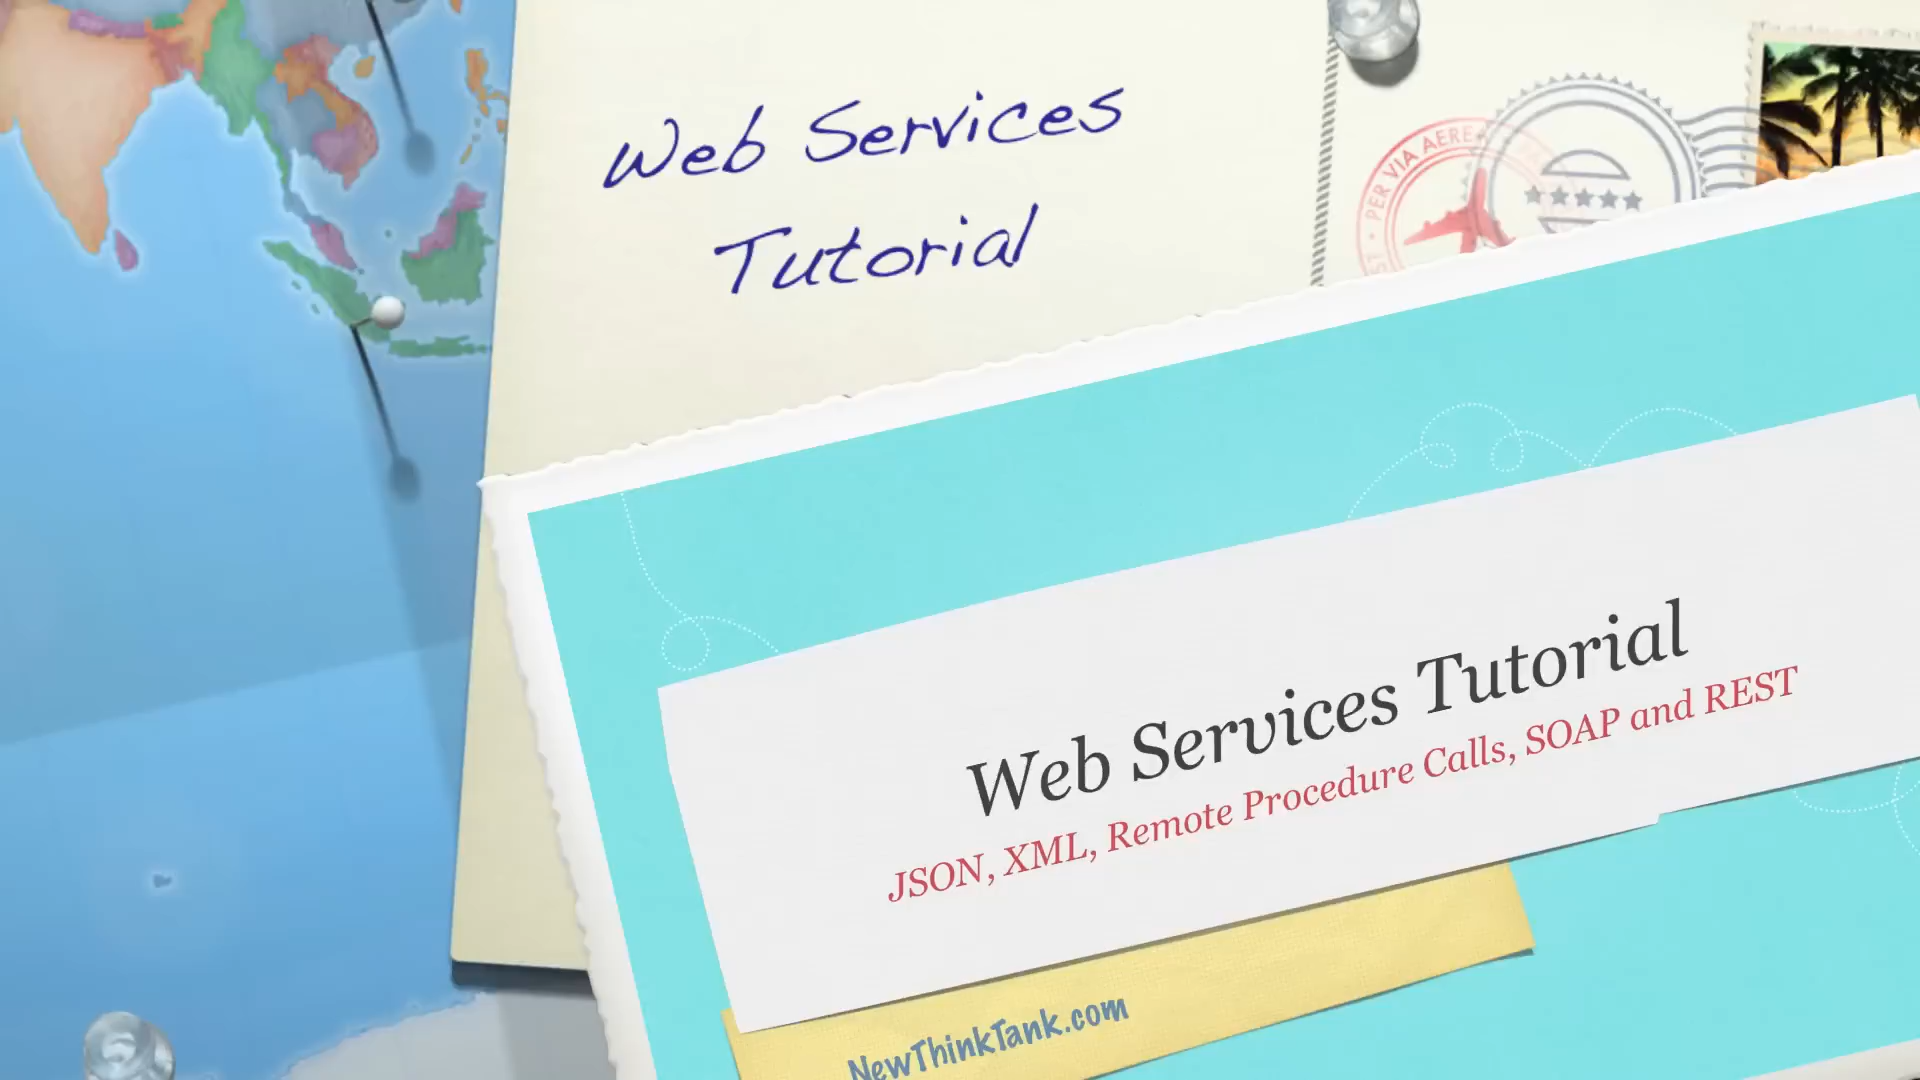 Web Services
Tutorial
PER VIA AEREA
Web Services Tutorial
JSON, XML, Remote Procedure Calls, SOAP and REST
NewThinkTank.com